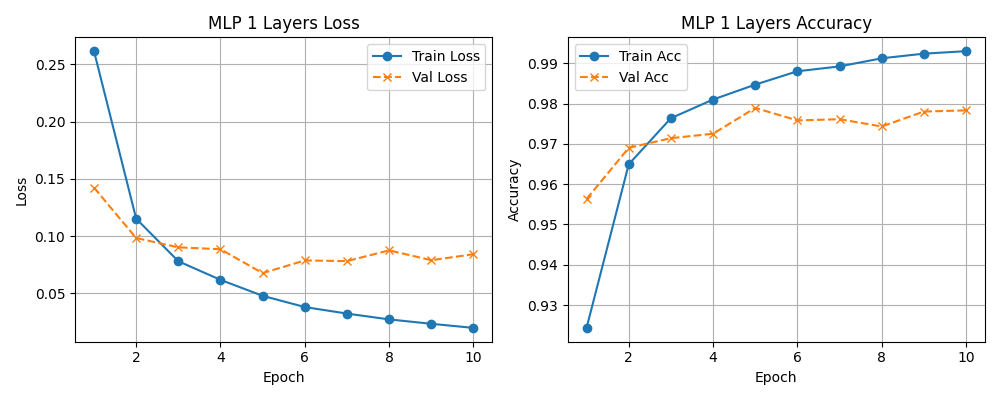 MLP 1 Layers Loss
Train Loss
Val Loss
0.25
0.20
0.15
0.10
0.05
Loss
2 4 6 8 10
Epoch
MLP 1 Layers Accuracy
Train Acc
Val Acc
0.99
0.98
0.97
0.96
0.95
0.94
0.93
Accuracy
2 4 6 8 10
Epoch